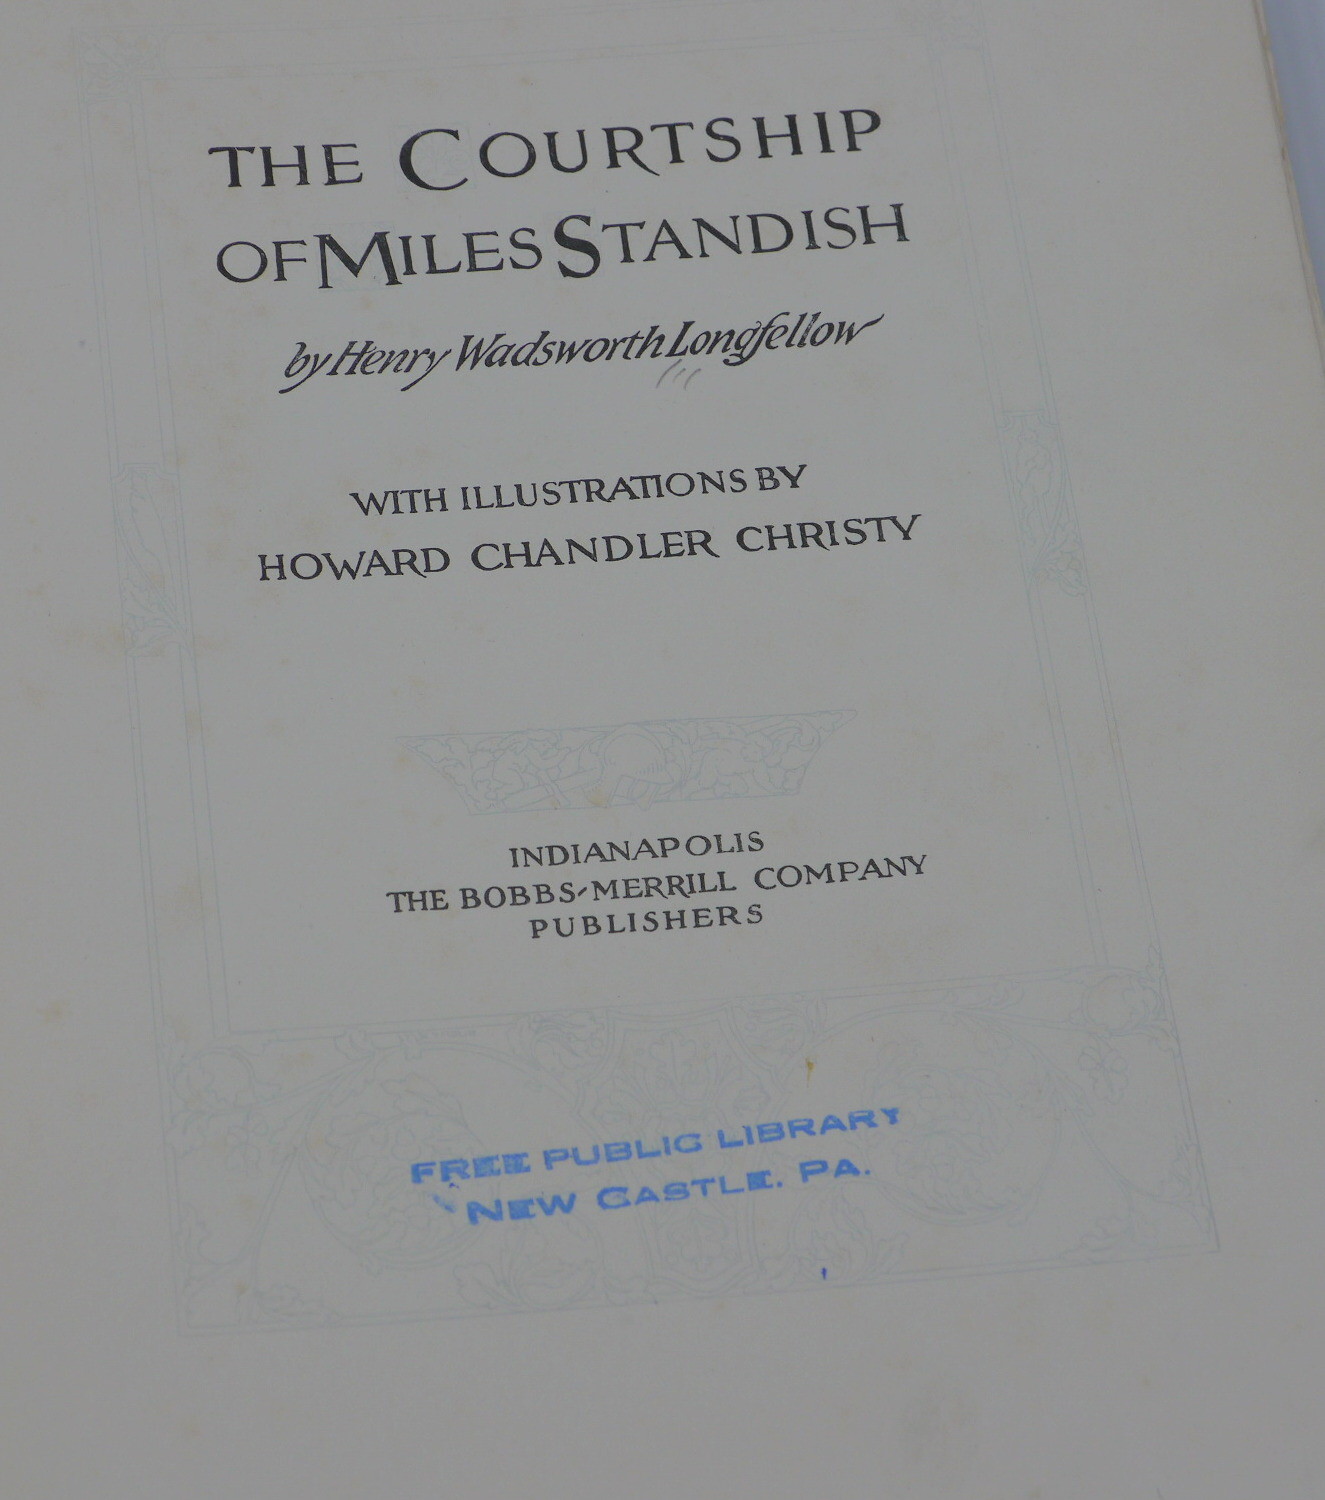 THE COURTSHIP
OF MILES STANDISH
by Henry Wadsworth Longfellow
WITH ILLUSTRATIONS BY
HOWARD CHANDLER CHRISTY
INDIANAPOLIS
THE BOBBS-MERRILL COMPANY
PUBLISHERS
FREE PUBLIC LIBRARY
NEW CASTLE, PA.